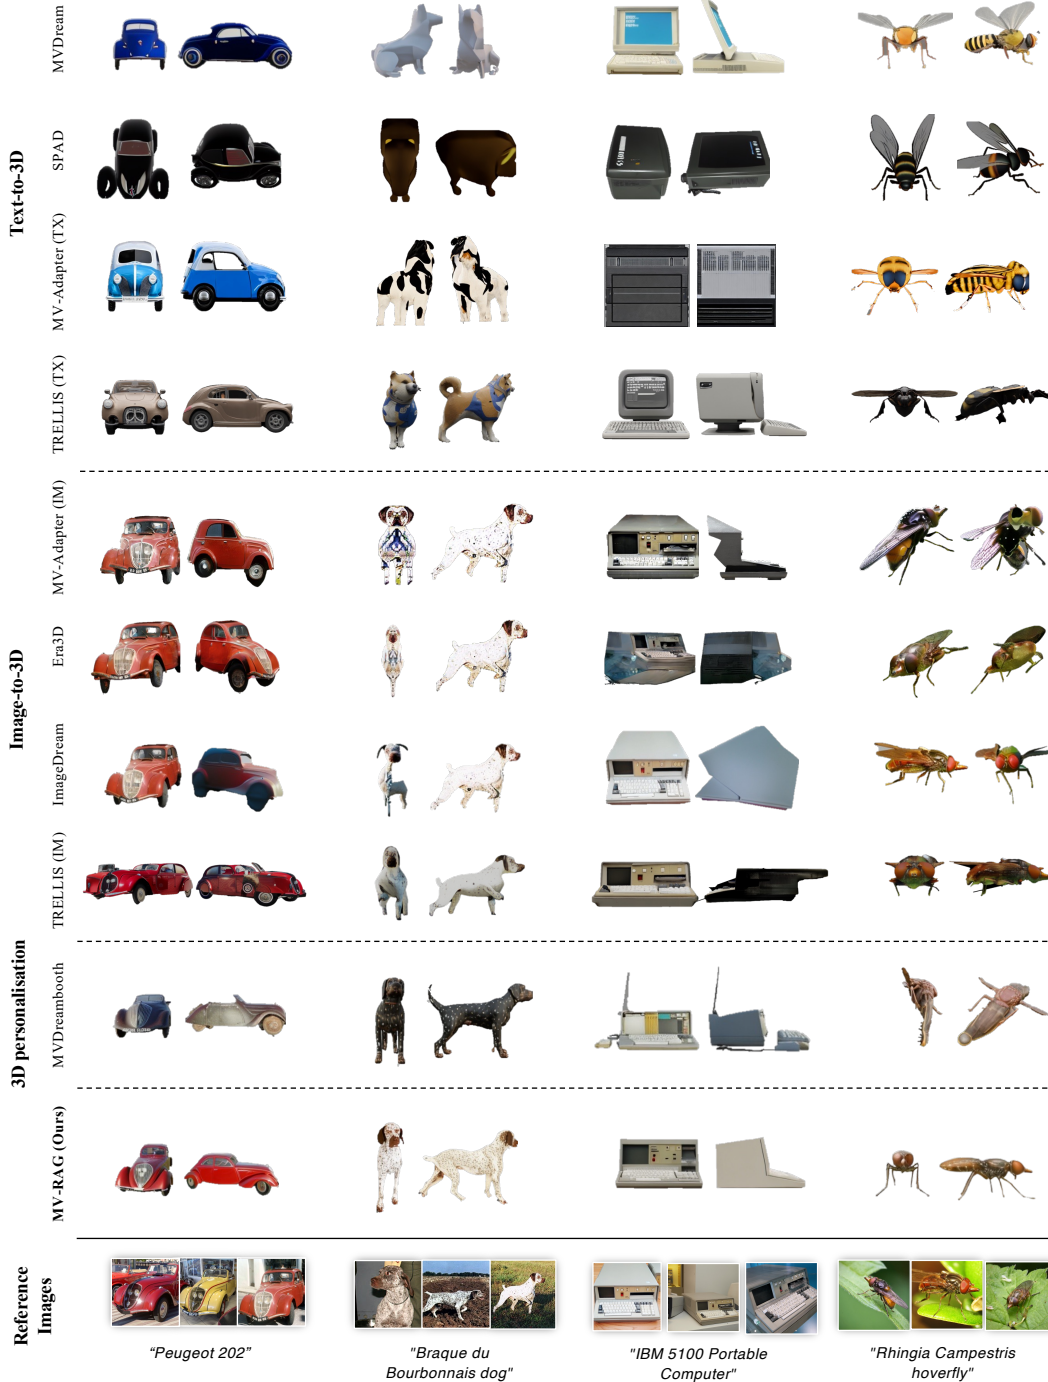 Text-to-3D
MVDream
SPAD
MV-Adapter (TX)
TRELLIS (TX)
Image-to-3D
MV-Adapter (IM)
Era3D
ImageDream
TRELLIS (IM)
3D personalisation
MVDreambooth
MV-RAG (Ours)
Reference
Images
“Peugeot 202”
"Braque du
Bourbonnais dog"
"IBM 5100 Portable
Computer"
"Rhingia Campestris
hoverfly"